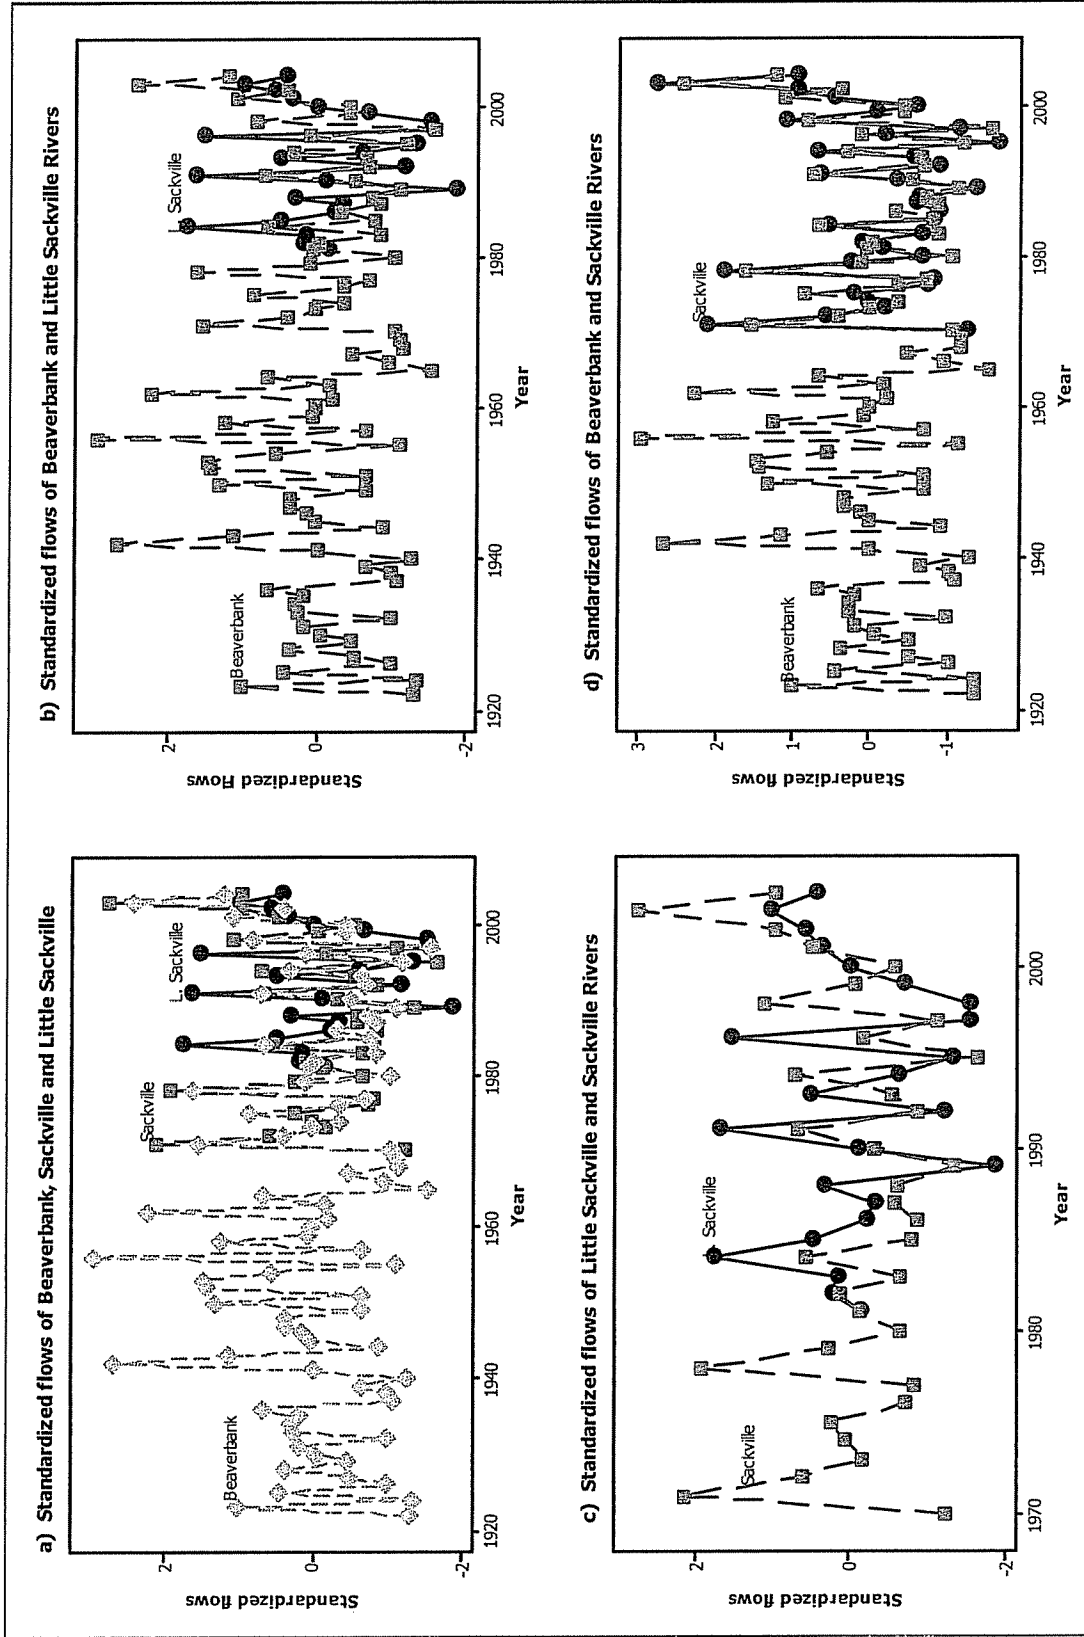 a) Standardized flows of Beaverbank, Sackville and Little Sackville
Standardized flows
2
0
-2
Beaverbank
Sackville
L. Sackville
1920
1940
1960
1980
2000
Year
b) Standardized flows of Beaverbank and Little Sackville Rivers
Standardized Flows
2
0
-2
Beaverbank
Sackville
1920
1940
1960
1980
2000
Year
c) Standardized flows of Little Sackville and Sackville Rivers
Standardized flows
2
0
-2
Sackville
Sackville
1970
1980
1990
2000
Year
d) Standardized flows of Beaverbank and Sackville Rivers
Standardized flows
3
2
1
0
-1
Beaverbank
Sackville
1920
1940
1960
1980
2000
Year